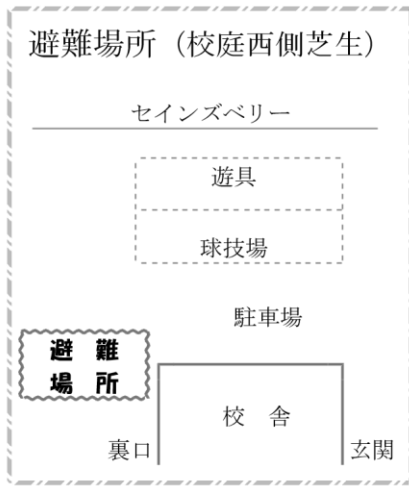 避難場所（校庭西側芝生）
セインズベリー
遊具
球技場
駐車場
避 難
場 所
校 舎
裏口
玄関